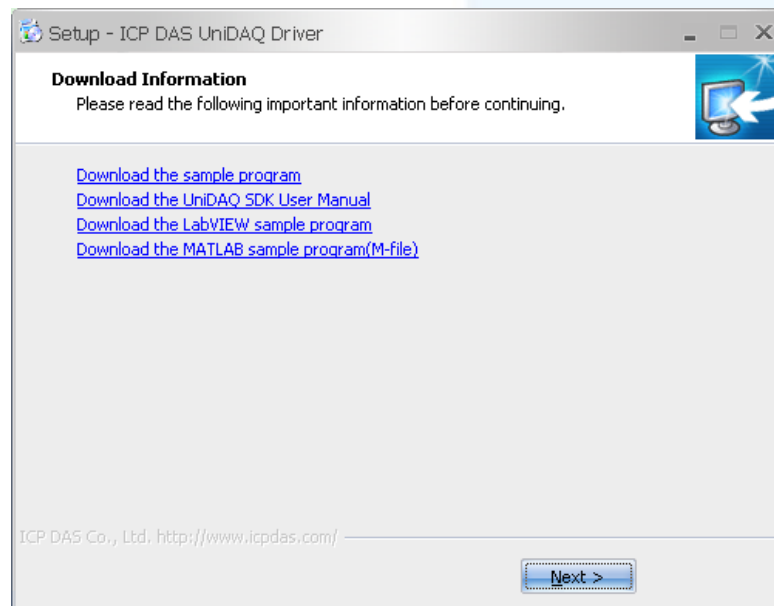 Setup - ICP DAS UniDAQ Driver
Download Information
Please read the following important information before continuing.
Download the sample program
Download the UniDAQ SDK User Manual
Download the LabVIEW sample program
Download the MATLAB sample program(M-file)
ICP DAS Co., Ltd. http://www.icpdas.com/
Next >